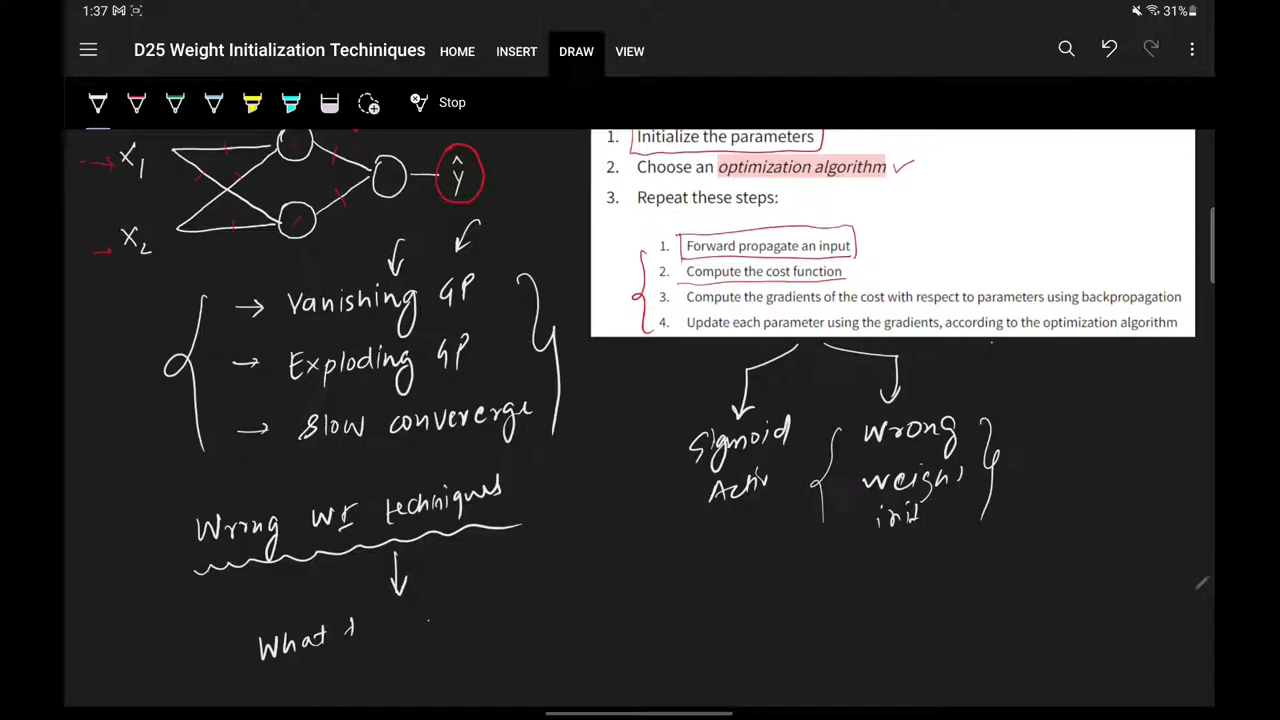 1:37
31%
D25 Weight Initialization Techiniques HOME INSERT DRAW VIEW
Stop
X1
X2
ŷ
1. Initialize the parameters
2. Choose an optimization algorithm
3. Repeat these steps:
1. Forward propagate an input
2. Compute the cost function
3. Compute the gradients of the cost with respect to parameters using backpropagation
4. Update each parameter using the gradients, according to the optimization algorithm
→ Vanishing GP
→ Exploding GP
→ Slow converge
Sigmoid
Activ
Wrong
weigh
init
Wrong WI techniques
What